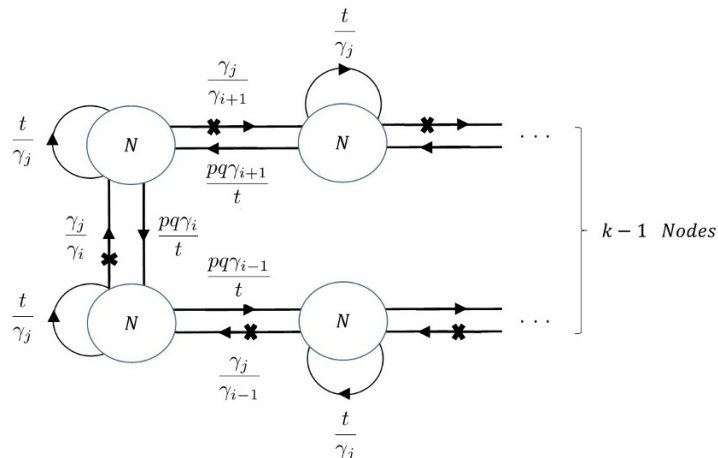 t/γ_j
γ_j/γ_{i+1}
t/γ_j
N
N
. . .
pqγ_{i+1}/t
γ_j/γ_i
pqγ_i/t
k − 1 Nodes
pqγ_{i−1}/t
t/γ_j
N
N
. . .
γ_j/γ_{i−1}
t/γ_j